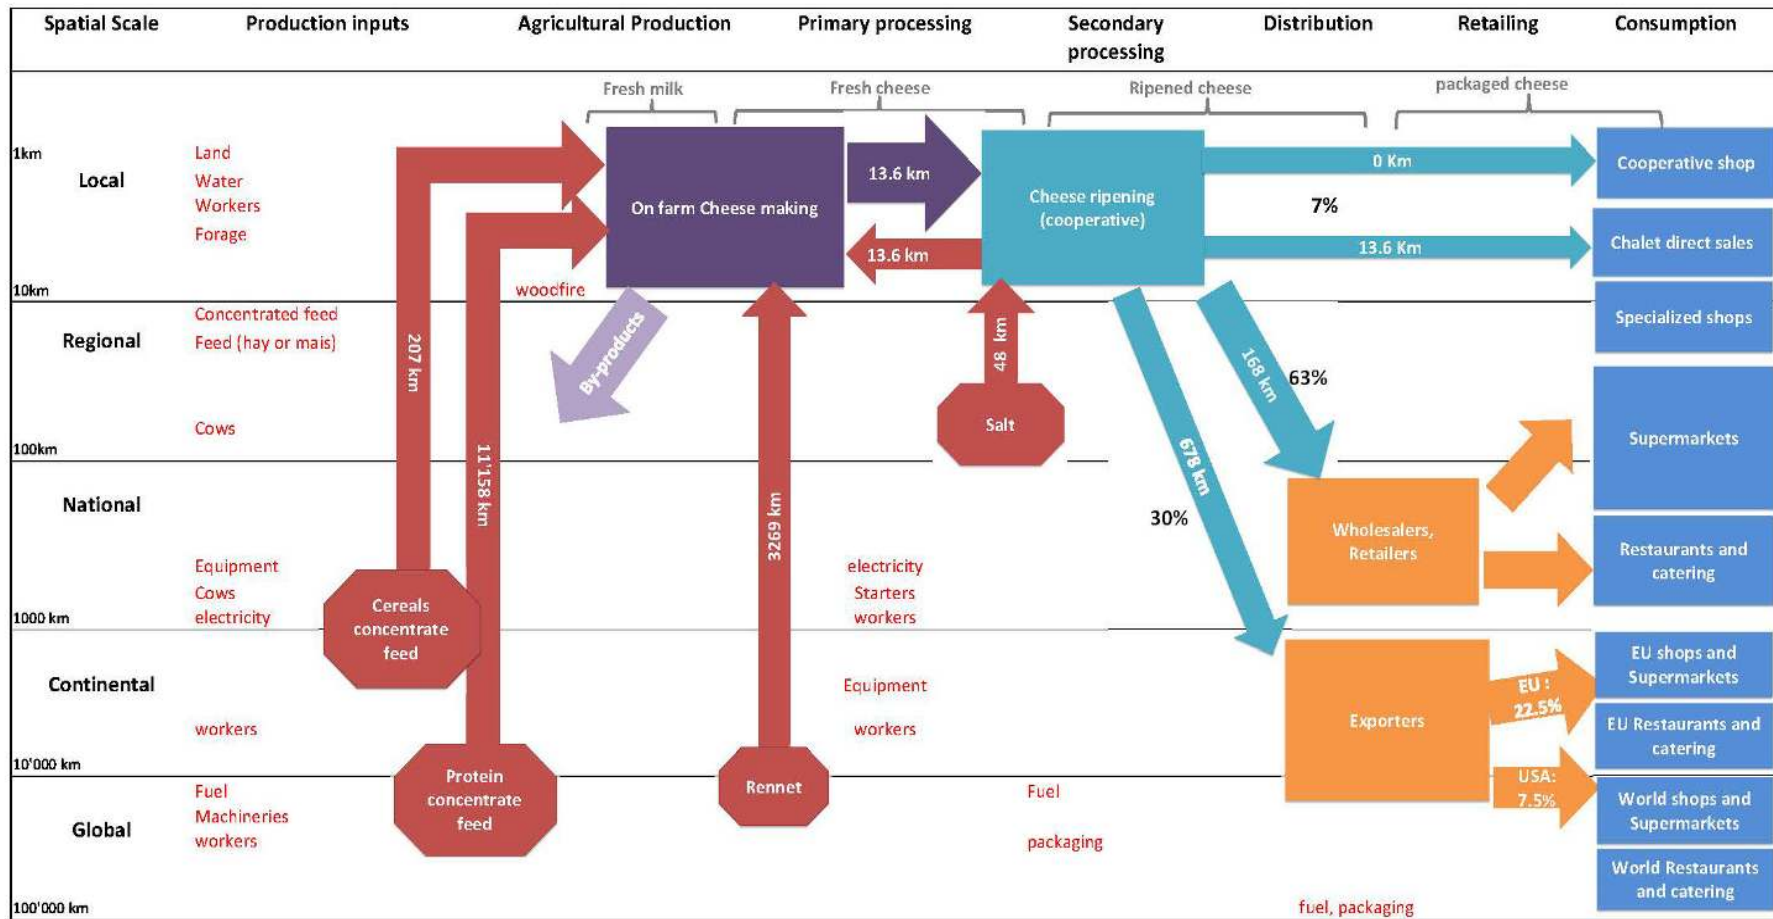 Spatial Scale
Production inputs
Agricultural Production
Primary processing
Secondary
processing
Distribution
Retailing
Consumption
Fresh milk
Fresh cheese
Ripened cheese
packaged cheese
1km
Local
Land
Water
Workers
Forage
On farm Cheese making
13.6 km
13.6 km
Cheese ripening
(cooperative)
0 Km
7%
13.6 Km
Cooperative shop
Chalet direct sales
10km
woodfire
Regional
Concentrated feed
Feed (hay or mais)
Cows
207 km
By-products
48 km
Salt
168 km
63%
Specialized shops
Supermarkets
100km
National
Equipment
Cows
electricity
11'158 km
3269 km
electricity
Starters
workers
678 km
30%
Wholesalers,
Retailers
Restaurants and
catering
1000 km
Cereals
concentrate
feed
Continental
workers
Equipment
workers
Exporters
EU :
22.5%
EU shops and
Supermarkets
EU Restaurants and
catering
10'000 km
Global
Fuel
Machineries
workers
Protein
concentrate
feed
Rennet
Fuel
packaging
USA:
7.5%
World shops and
Supermarkets
World Restaurants
and catering
100'000 km
fuel, packaging